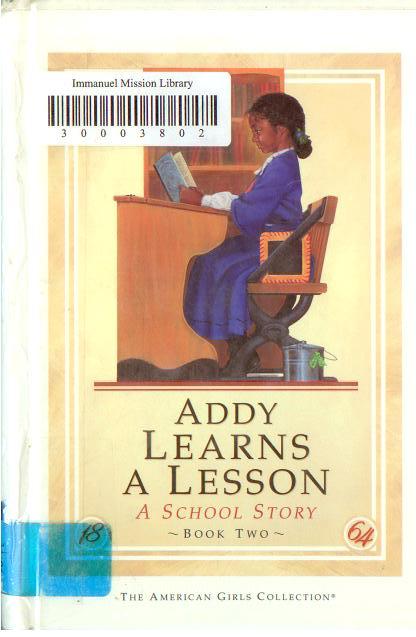 Immanuel Mission Library
30003802
ADDY
LEARNS
A LESSON
A SCHOOL STORY
~ BOOK TWO ~
18
64
THE AMERICAN GIRLS COLLECTION®